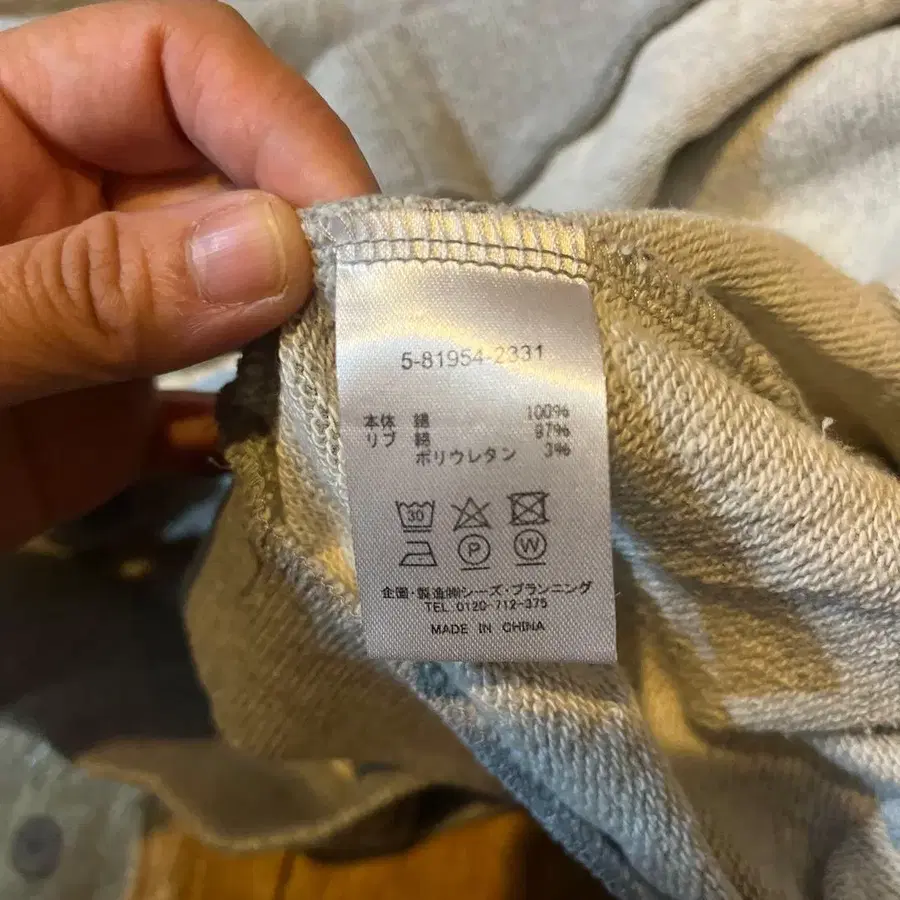 5-81954-2331
本体 綿 100%
リブ 綿 97%
ポリウレタン 3%
30
P W
企画・製造㈱シーズ・プランニング
TEL.0120-712-375
MADE IN CHINA